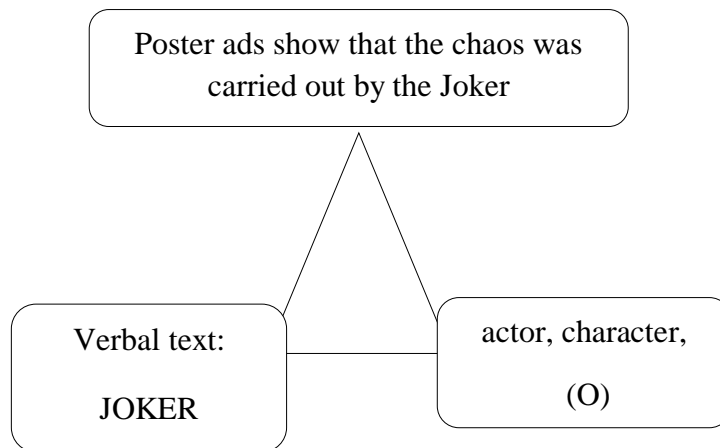 Poster ads show that the chaos was
carried out by the Joker
Verbal text:
JOKER
actor, character,
(O)